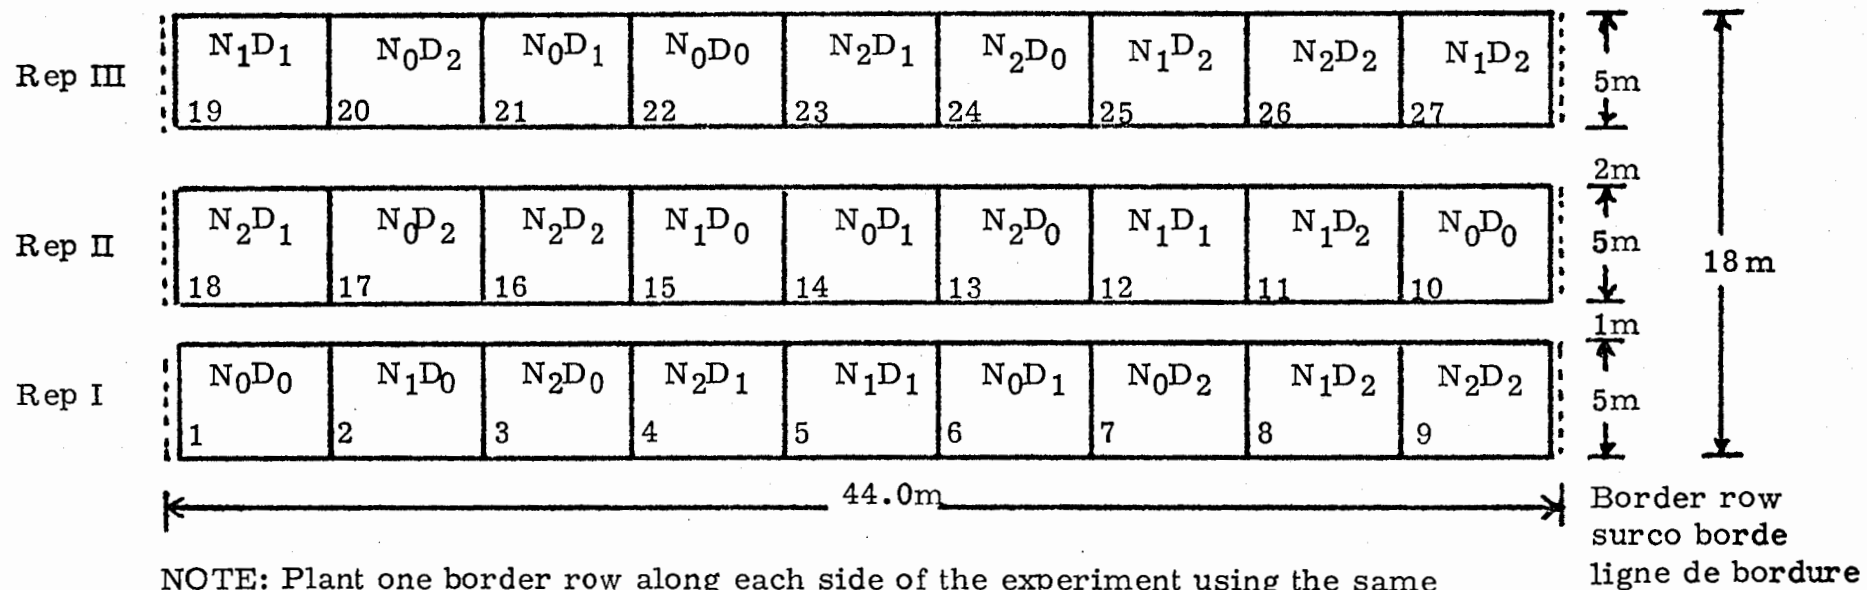 Rep III
N₁D₁ N₀D₂ N₀D₁ N₀D₀ N₂D₁ N₂D₀ N₁D₂ N₂D₂ N₁D₂
19 20 21 22 23 24 25 26 27
5m
2m
Rep II
N₂D₁ N₀D₂ N₂D₂ N₁D₀ N₀D₁ N₂D₀ N₁D₁ N₁D₂ N₀D₀
18 17 16 15 14 13 12 11 10
5m
18m
1m
Rep I
N₀D₀ N₁D₀ N₂D₀ N₂D₁ N₁D₁ N₀D₁ N₀D₂ N₁D₂ N₂D₂
1 2 3 4 5 6 7 8 9
5m
44.0m
Border row
surco borde
ligne de bordure
NOTE: Plant one border row along each side of the experiment using the same